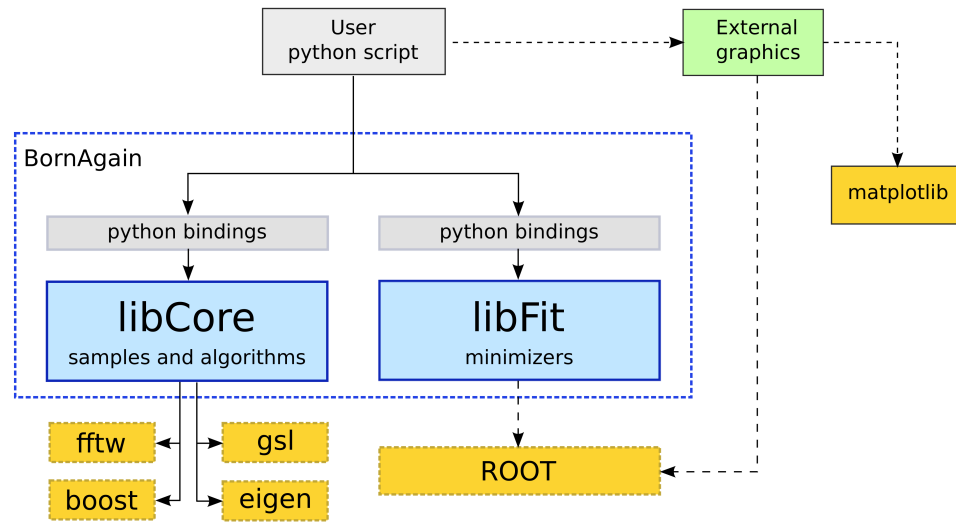 User
python script
External
graphics
BornAgain
matplotlib
python bindings
python bindings
libCore
samples and algorithms
libFit
minimizers
fftw
gsl
ROOT
boost
eigen